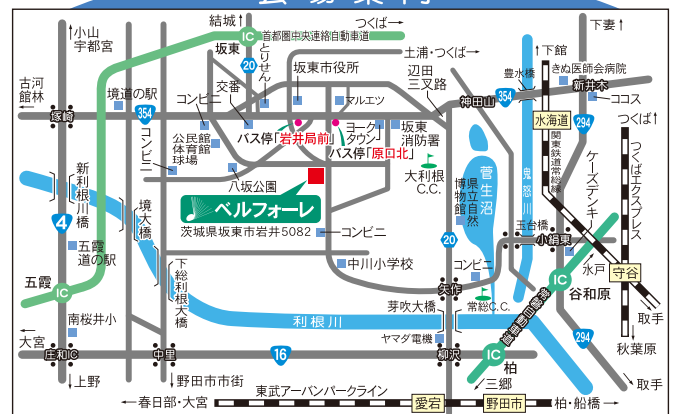 会場案内
小山
宇都宮
結城
つくば
下妻
IC
首都圏中央連絡自動車道
坂東
20
とりせん
土浦・つくば
下館
古河
館林
境道の駅
交番
坂東市役所
辺田
三叉路
豊水橋
きぬ医師会病院
新井木
ココス
塚崎
354
コンビニ
マルエツ
神田山
354
水海道
294
つくば
コンビニ
公民館
体育館
球場
バス停「岩井局前」
ヨーク
タウン
坂東
消防署
バス停「原口北」
大利根
C.C.
関東鉄道常総線
ケーズデンキ
つくばエクスプレス
新利根川橋
八坂公園
菅生沼
県立自然
博物館
鬼怒川
境大橋
ベルフォーレ
茨城県坂東市岩井5082
コンビニ
玉台橋
小絹東
4
五霞
道の駅
20
水戸
守谷
中川小学校
コンビニ
五霞
IC
下総利根大橋
矢作
常総C.C.
IC
谷和原
取手
南桜井小
芽吹大橋
常磐自動車道
利根川
ヤマダ電機
294
秋葉原
大宮
庄和IC
中里
16
柳沢
IC
柏
上野
野田市市街
三郷
取手
東武アーバンパークライン
春日部・大宮
愛宕
野田市
柏・船橋